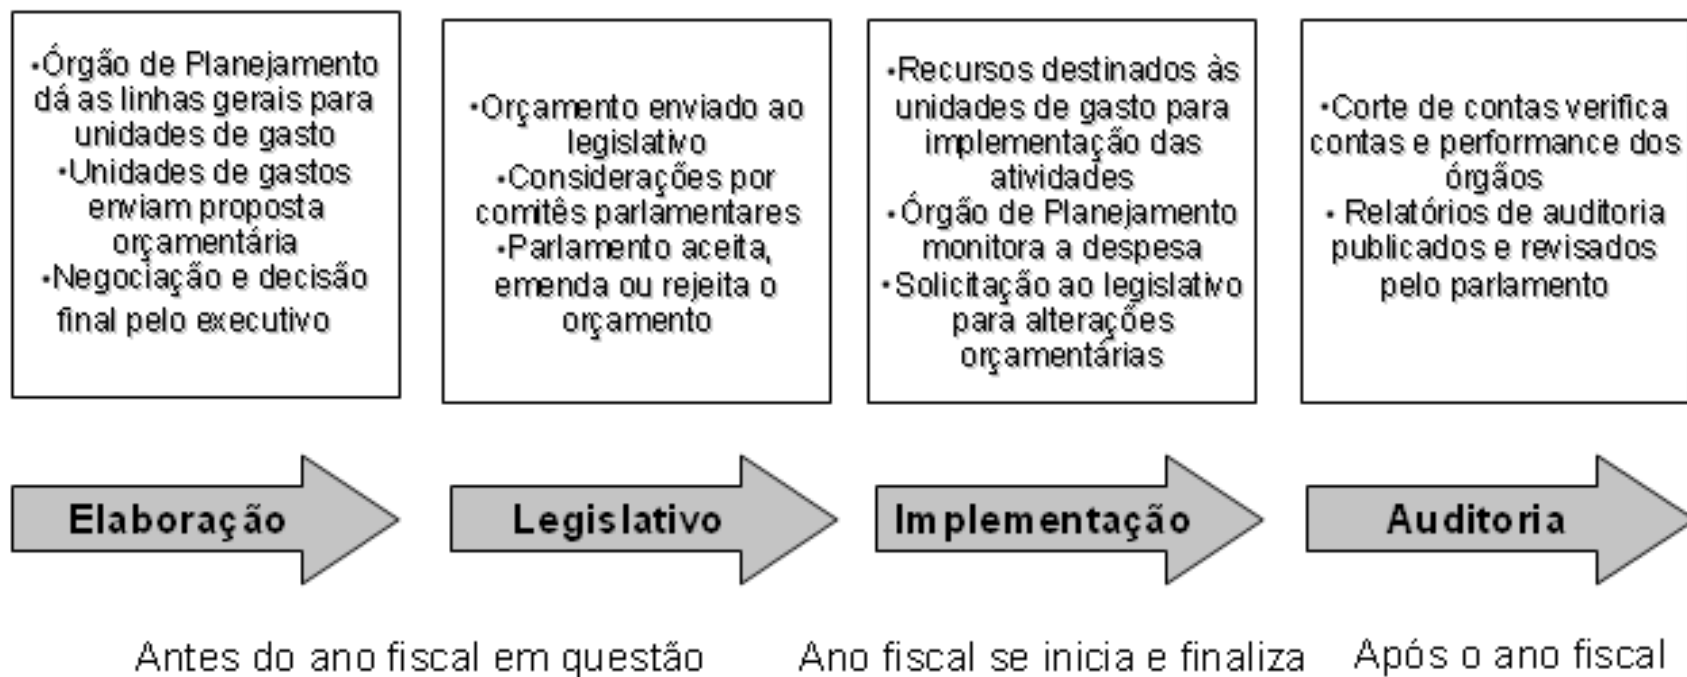 •Órgão de Planejamento
dá as linhas gerais para
unidades de gasto
•Unidades de gastos
enviam proposta
orçamentária
•Negociação e decisão
final pelo executivo
•Orçamento enviado ao
legislativo
•Considerações por
comitês parlamentares
•Parlamento aceita,
emenda ou rejeita o
orçamento
•Recursos destinados às
unidades de gasto para
implementação das
atividades
•Órgão de Planejamento
monitora a despesa
•Solicitação ao legislativo
para alterações
orçamentárias
•Corte de contas verifica
contas e performance dos
órgãos
• Relatórios de auditoria
publicados e revisados
pelo parlamento
Elaboração
Legislativo
Implementação
Auditoria
Antes do ano fiscal em questão
Ano fiscal se inicia e finaliza
Após o ano fiscal